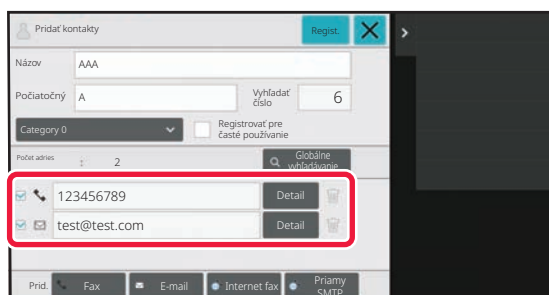 Pridať kontakty
Regist.
Názov
AAA
Počiatočný
A
Vyhľadať
číslo
6
Category 0
Registrovať pre
časté používanie
Počet adries
:
2
Globálne
vyhľadávanie
123456789
Detail
test@test.com
Detail
Prid.
Fax
E-mail
Internet fax
Priamy
SMTP